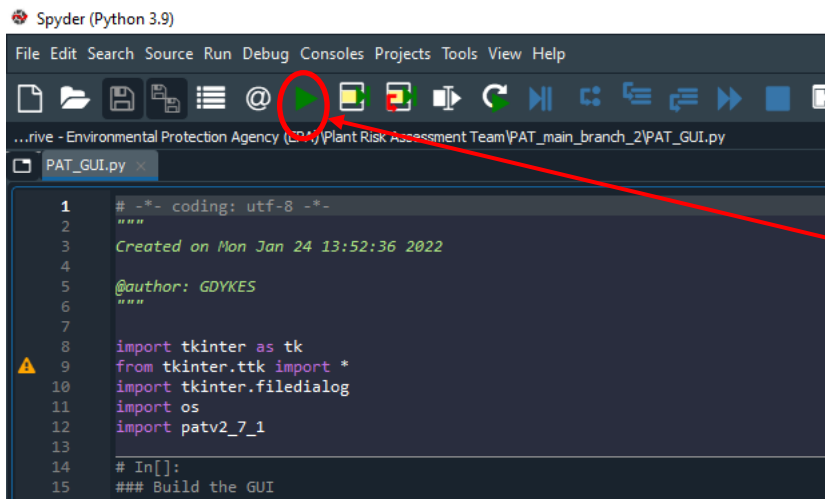 Spyder (Python 3.9)
File Edit Search Source Run Debug Consoles Projects Tools View Help
@
...rive - Environmental Protection Agency (EPA)\Plant Risk Assessment Team\PAT_main_branch_2\PAT_GUI.py
PAT_GUI.py ×
1 # -*- coding: utf-8 -*-
2 """
3 Created on Mon Jan 24 13:52:36 2022
4
5 @author: GDYKES
6 """
7
8 import tkinter as tk
9 from tkinter.ttk import *
10 import tkinter.filedialog
11 import os
12 import patv2_7_1
13
14 # In[]:
15 ### Build the GUI